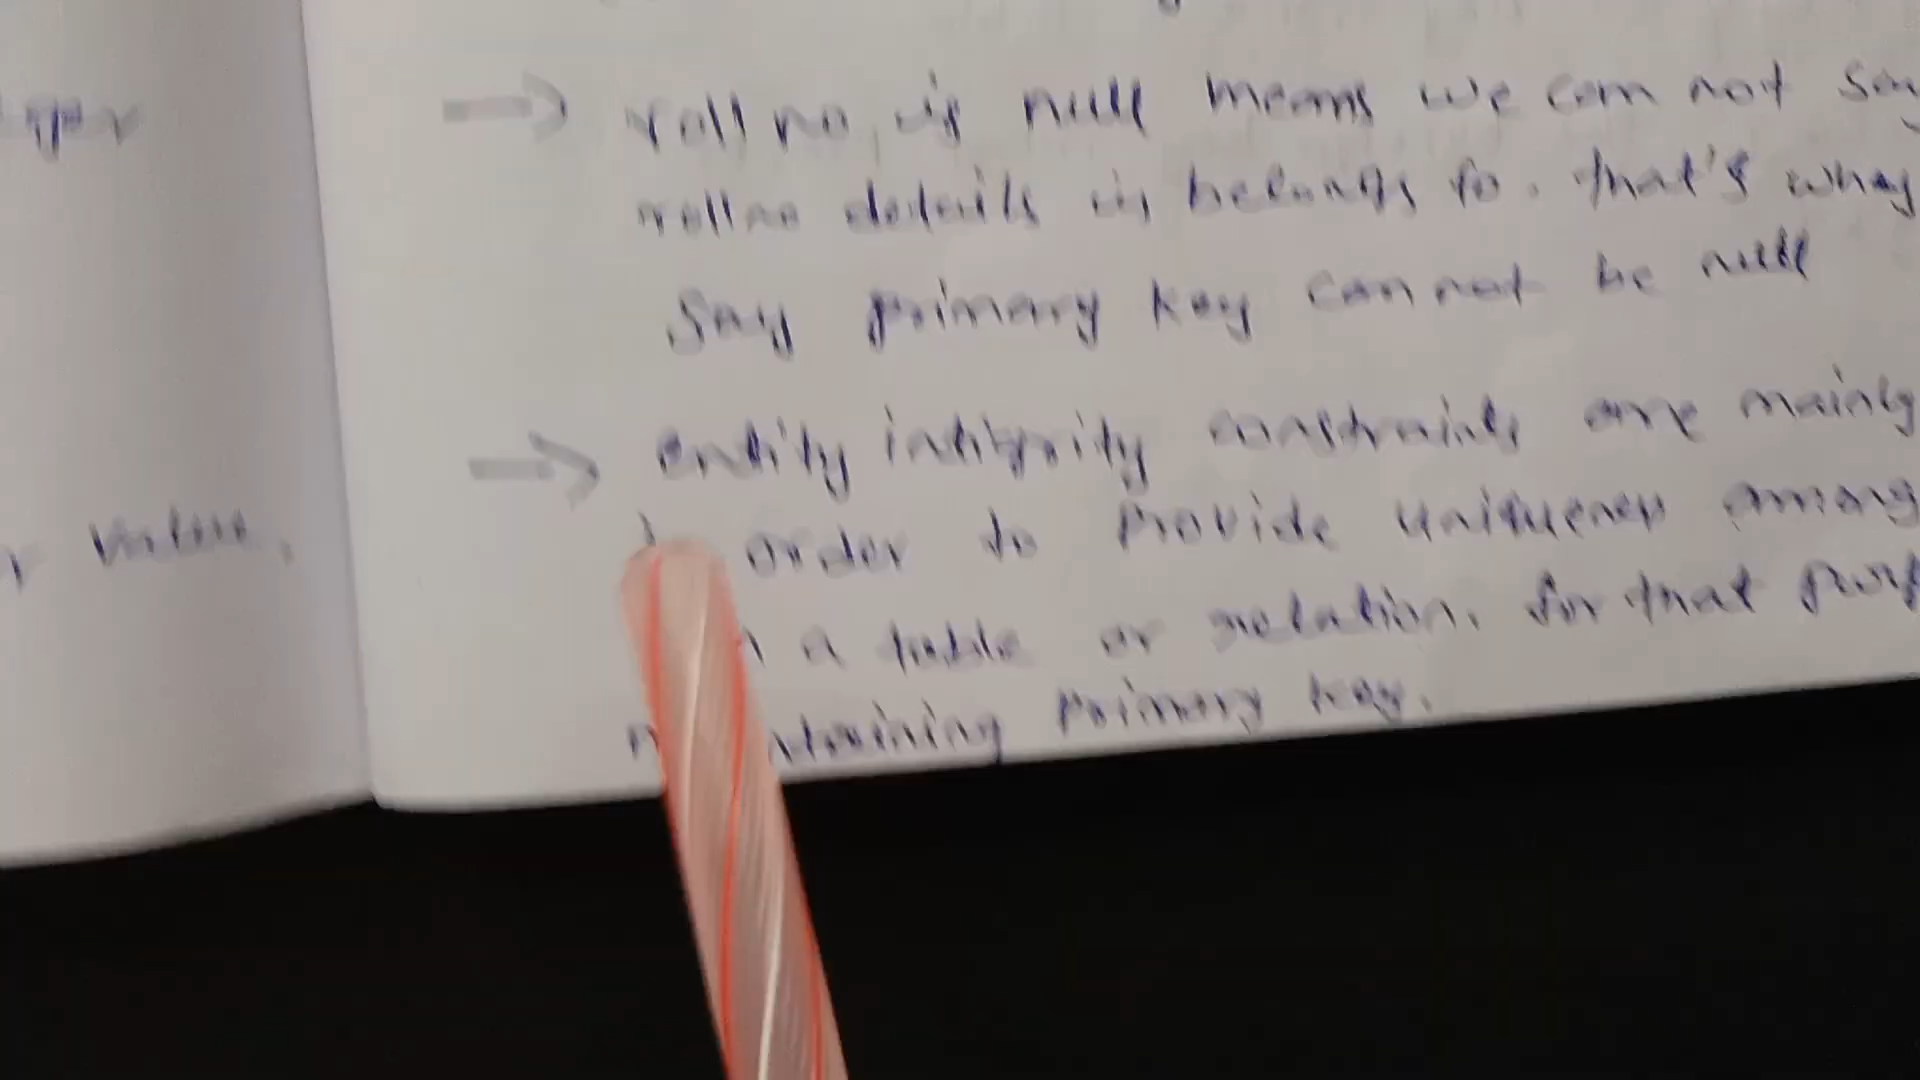 value.
roll no, is null means we can not say
rollno details is belongs to. that's why
Say primary key can not be null
entity intigrity constraints are mainly
order to provide uniqueness among
a table or relation. for that
primary key.